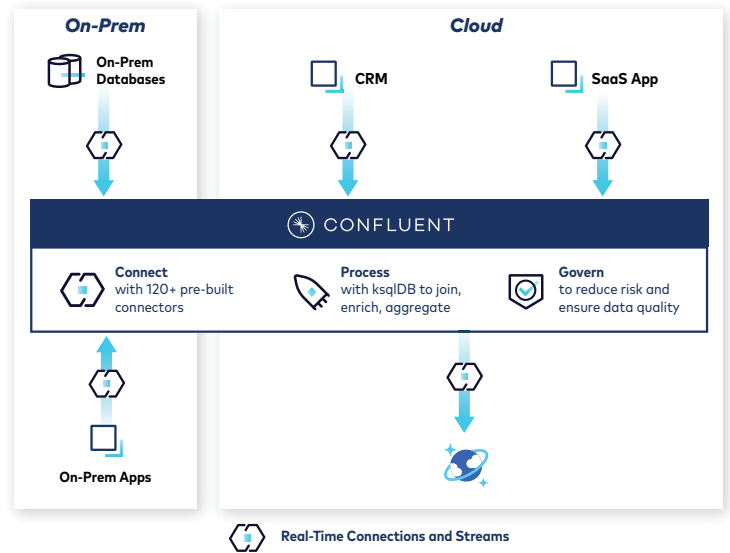 On-Prem
Cloud
On-Prem
Databases
CRM
SaaS App
CONFLUENT
Connect
with 120+ pre-built
connectors
Process
with ksqlDB to join,
enrich, aggregate
Govern
to reduce risk and
ensure data quality
On-Prem Apps
Real-Time Connections and Streams